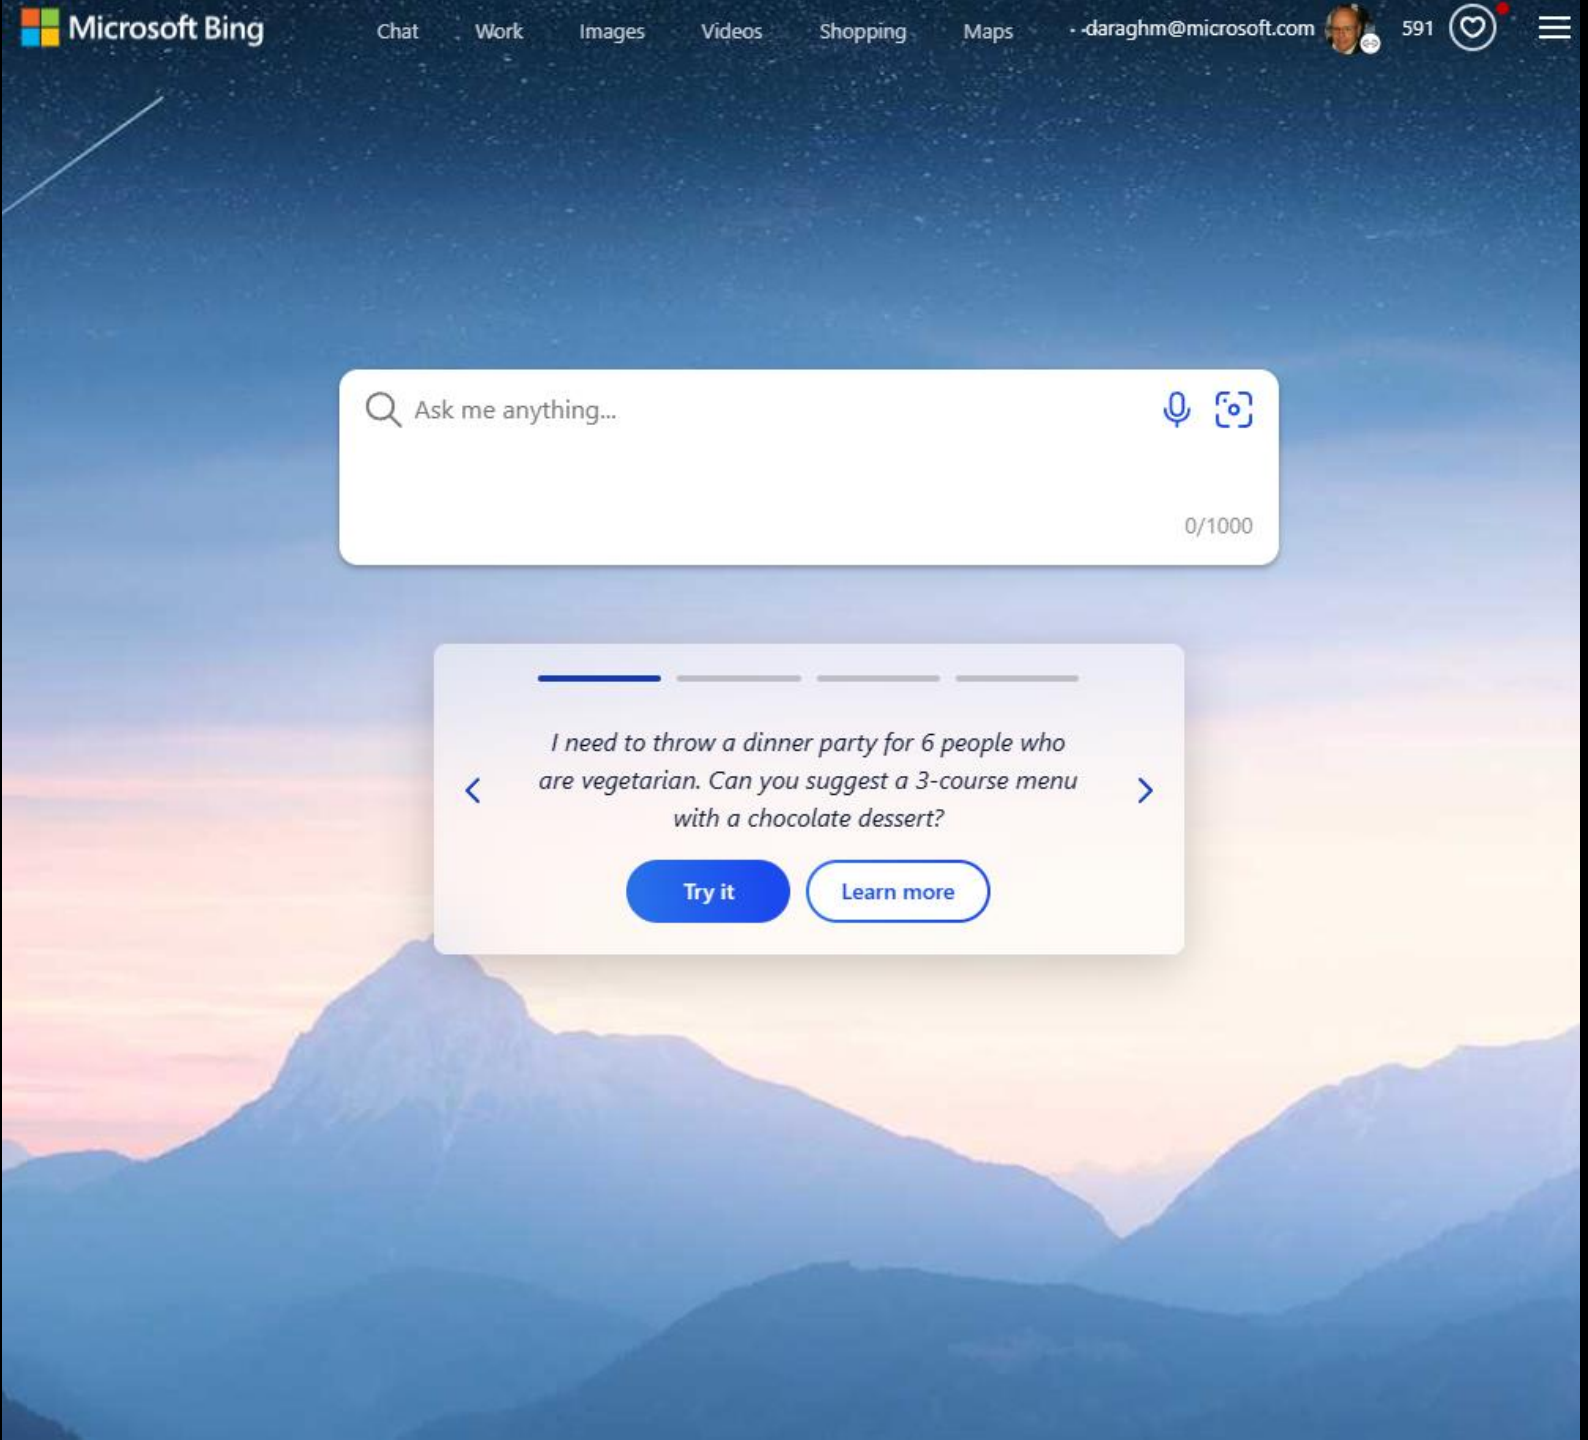 Microsoft Bing
Chat Work Images Videos Shopping Maps daraghm@microsoft.com 591
Ask me anything...
0/1000
I need to throw a dinner party for 6 people who
are vegetarian. Can you suggest a 3-course menu
with a chocolate dessert?
Try it Learn more